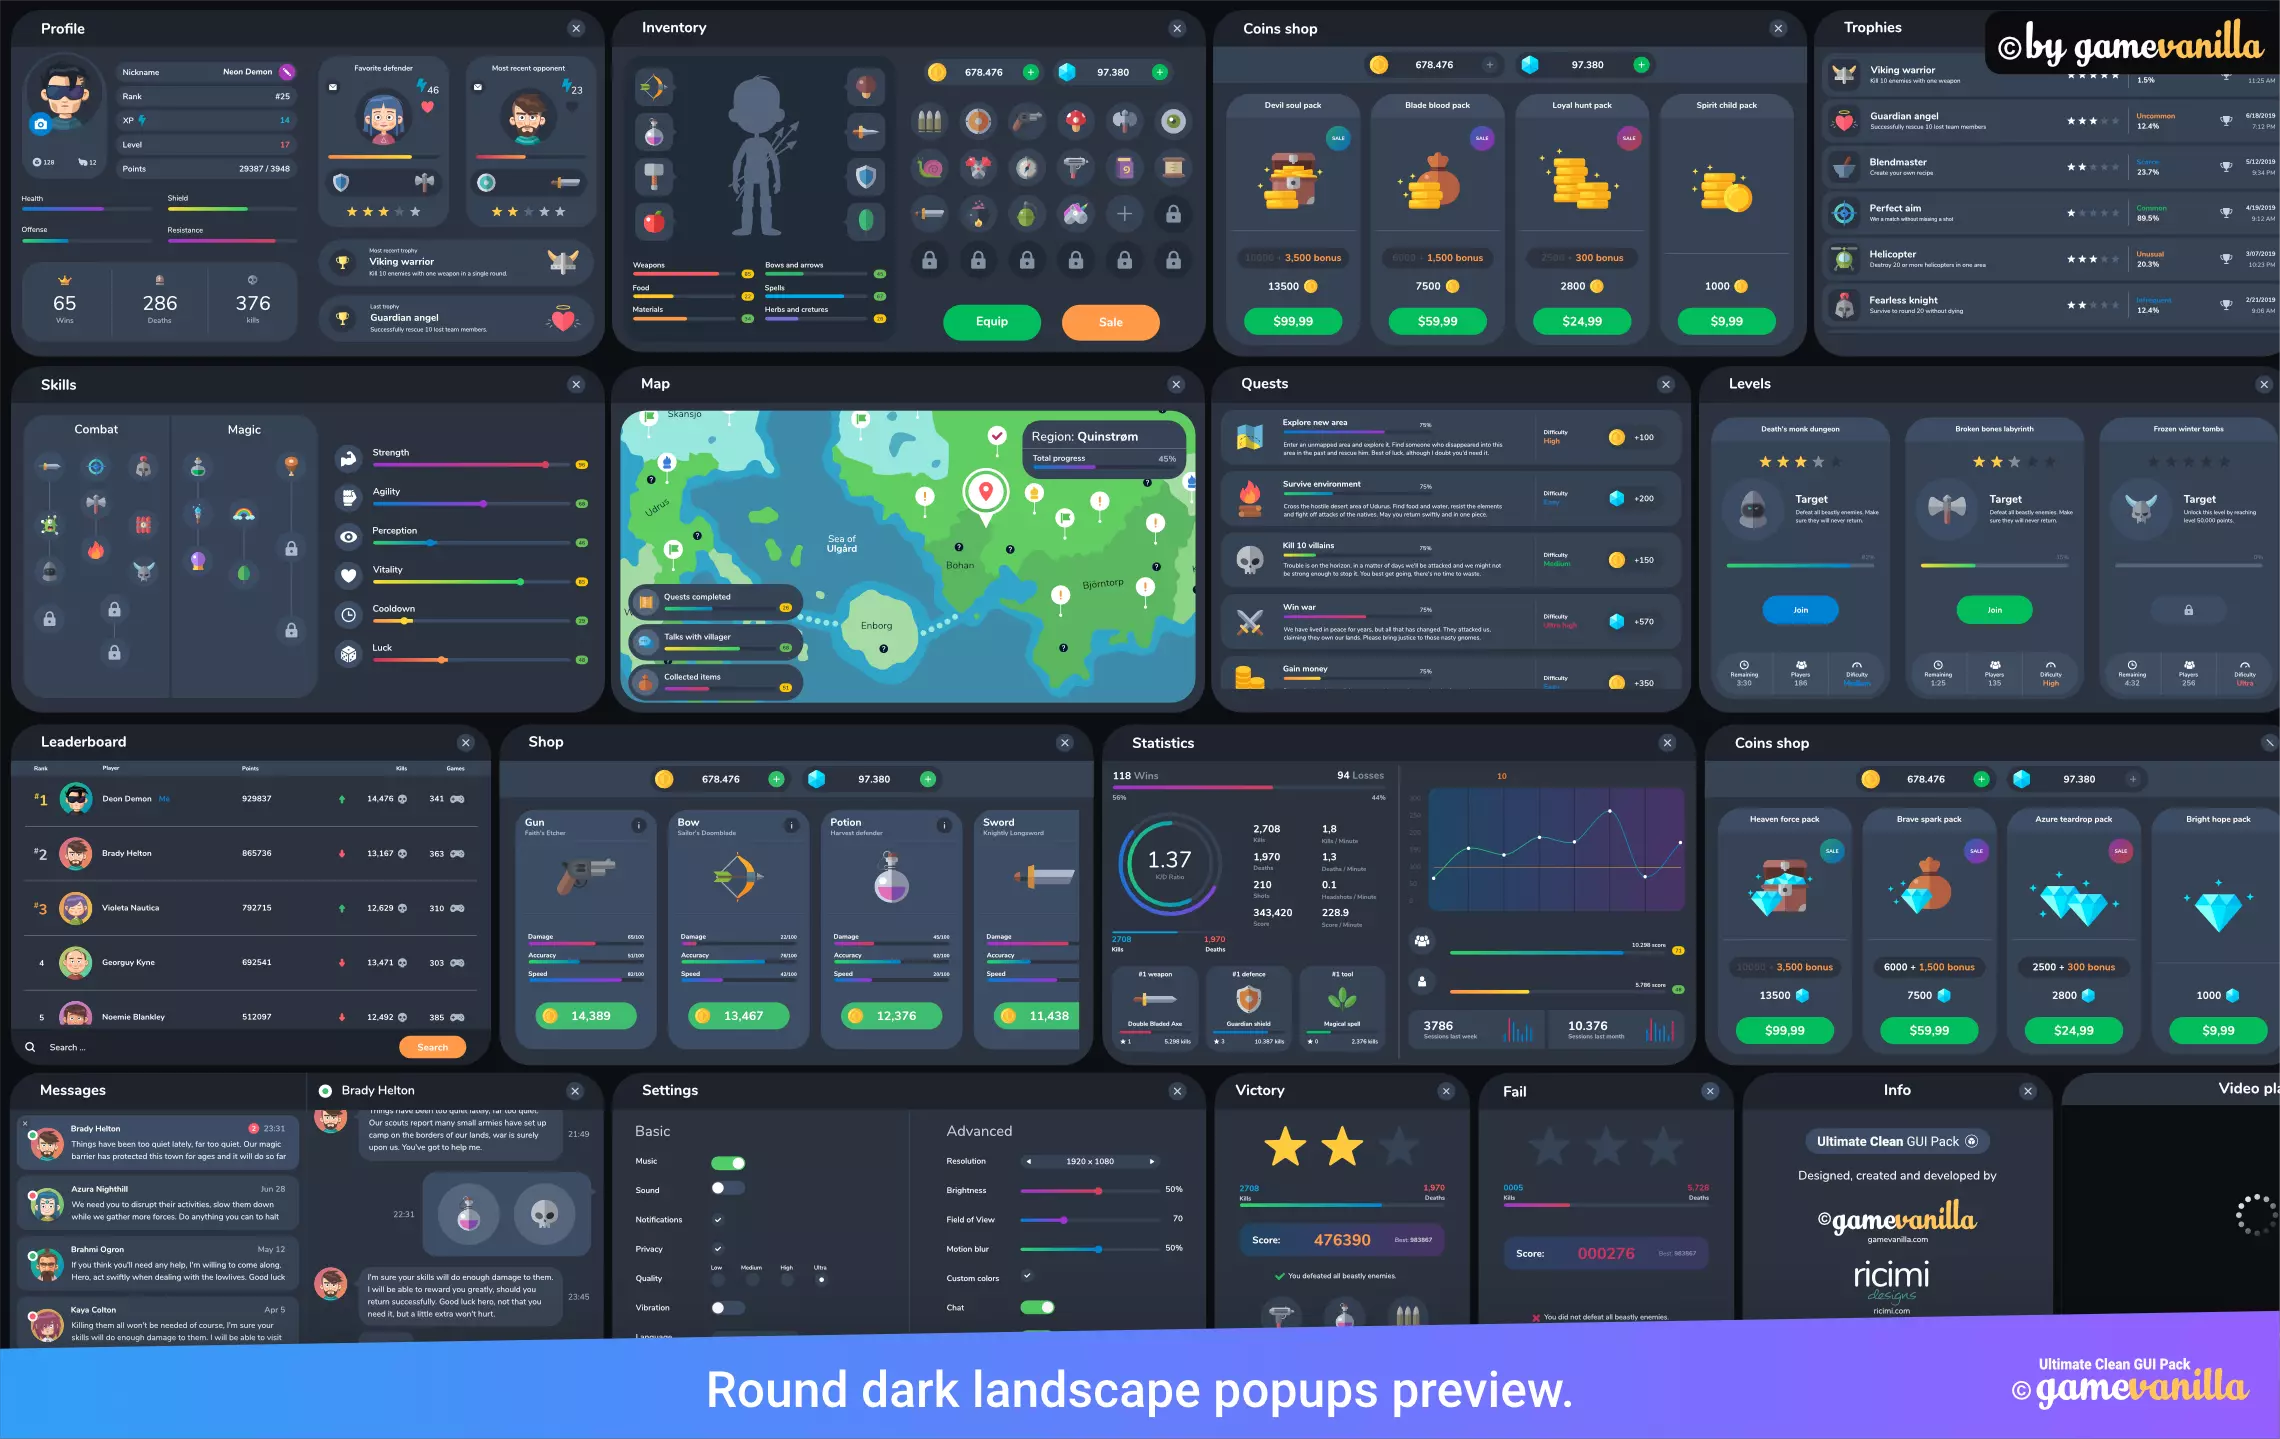 Profile
Nickname Neon Demon
Rank #25
XP 14
Level 17
Points 29387 / 3948
128 12
Health
Shield
Offense
Resistance
65
Wins
286
Deaths
376
kills
Favorite defender
46
Most recent opponent
23
Most recent trophy
Viking warrior
Kill 10 enemies with one weapon in a single round.
Last trophy
Guardian angel
Successfully rescue 10 lost team members.
Inventory
678.476
97.380
Weapons
Food
Materials
Bows and arrows
Spells
Herbs and cretures
Equip
Sale
Coins shop
678.476
97.380
Devil soul pack
SALE
3,500 bonus
13500
$99,99
Blade blood pack
SALE
1,500 bonus
7500
$59,99
Loyal hunt pack
SALE
300 bonus
2800
$24,99
Spirit child pack
1000
$9,99
Trophies
©by gamevanilla
Viking warrior
Kill 10 enemies with one weapon
1.5%
11:25 AM
Guardian angel
Successfully rescue 10 lost team members
Uncommon
12.4%
6/18/2019
7:12 PM
Blendmaster
Create your own recipe
23.7%
5/12/2019
9:34 PM
Perfect aim
Win a match without missing a shot
Common
89.5%
4/19/2019
9:12 AM
Helicopter
Destroy 20 or more helicopters in one area
Unusual
20.3%
3/07/2019
10:23 PM
Fearless knight
Survive to round 20 without dying
Infrequent
12.4%
2/21/2019
9:06 AM
Skills
Combat
Magic
Strength
Agility
Perception
Vitality
Cooldown
Luck
Map
Skansjo
Region: Quinstrøm
Total progress 45%
Udrus
Sea of
Ulgård
Bohan
Björntorp
Enborg
Quests completed
Talks with villager
Collected items
Quests
Explore new area
75%
Enter an unmapped area and explore it. Find someone who disappeared into this
area in the past and rescue him. Best of luck, although I doubt you'd need it.
Difficulty
High
+100
Survive environment
75%
Cross the hostile desert area of Udurus. Find food and water, resist the elements
and fight off attacks of the natives. May you return swiftly and in one piece.
Difficulty
Easy
+200
Kill 10 villains
75%
Trouble is on the horizon, in a matter of days we'll be attacked and we might not
be strong enough to stop it. You best get going, there's no time to waste.
Difficulty
Medium
+150
Win war
75%
We have lived in peace for years, but all that has changed. They attacked us,
claiming they own our lands. Please bring justice to those nasty gnomes.
Difficulty
Ultra high
+570
Gain money
75%
Difficulty
+350
Levels
Death's monk dungeon
Target
Defeat all beastly enemies. Make
sure they will never return.
Join
Remaining
3:30
Players
186
Dificulty
Medium
Broken bones labyrinth
Target
Defeat all beastly enemies. Make
sure they will never return.
Join
Remaining
1:25
Players
135
Dificulty
High
Frozen winter tombs
Target
Unlock this level by reaching
level 50.000 points.
0%
Remaining
4:32
Players
256
Dificulty
Ultra
Leaderboard
Rank Player Points Kills Games
#1 Deon Demon Me 929837 14,476 341
#2 Brady Helton 865736 13,167 363
#3 Violeta Nautica 792715 12,629 310
4 Georguy Kyne 692541 13,471 303
5 Noemie Blankley 512097 12,492 385
Search ...
Search
Shop
678.476
97.380
Gun
Faith's Etcher
Damage 65/100
Accuracy 51/100
Speed 82/100
14,389
Bow
Sailor's Doomblade
Damage 22/100
Accuracy 78/100
Speed 42/100
13,467
Potion
Harvest defender
Damage 45/100
Accuracy 62/100
Speed 20/100
12,376
Sword
Knightly Longsword
Damage
Accuracy
Speed
11,438
Statistics
118 Wins
94 Losses
56%
44%
1.37
K/D Ratio
2,708
Kills
1,8
Kills / Minute
1,970
Deaths
1,3
Deaths / Minute
210
Shots
0.1
Headshots / Minute
343,420
Score
228.9
Score / Minute
2708
Kills
1,970
Deaths
#1 weapon
Double Bladed Axe
1 5.298 kills
#1 defence
Guardian shield
3 10.387 kills
#1 tool
Magical spell
0 2.376 kills
10
10.298 score
5.786 score
3786
Sessions last week
10.376
Sessions last month
Coins shop
678.476
97.380
Heaven force pack
SALE
3,500 bonus
13500
$99,99
Brave spark pack
SALE
6000 + 1,500 bonus
7500
$59,99
Azure teardrop pack
SALE
2500 + 300 bonus
2800
$24,99
Bright hope pack
1000
$9,99
Messages
Brady Helton
2 23:31
Things have been too quiet lately, far too quiet. Our magic
barrier has protected this town for ages and it will do so far
Azura Nighthill
Jun 28
We need you to disrupt their activities, slow them down
while we gather more forces. Do anything you can to halt
Brahmi Ogron
May 12
If you think you'll need any help, I'm willing to come along.
Hero, act swiftly when dealing with the lowlives. Good luck
Kaya Colton
Apr 5
Killing them all won't be needed of course, I'm sure your
skills will do enough damage to them. I will be able to visit
Brady Helton
Things have been too quiet lately, far too quiet.
Our scouts report many small armies have set up
camp on the borders of our lands, war is surely
upon us. You've got to help me.
21:49
22:31
I'm sure your skills will do enough damage to them.
I will be able to reward you greatly, should you
return successfully. Good luck hero, not that you
need it, but a little extra won't hurt.
23:45
Settings
Basic
Music
Sound
Notifications
Privacy
Quality
Low Medium High Ultra
Vibration
Language
Advanced
Resolution 1920 x 1080
Brightness 50%
Field of View 70
Motion blur 50%
Custom colors
Chat
Victory
2708
Kills
1,970
Deaths
Score: 476390 Best: 983867
You defeated all beastly enemies.
Fail
0005
Kills
5,728
Deaths
Score: 000276 Best: 983867
You did not defeat all beastly enemies.
Info
Ultimate Clean GUI Pack
Designed, created and developed by
©gamevanilla
gamevanilla.com
ricimi
designs
ricimi.com
Video pla
Round dark landscape popups preview.
Ultimate Clean GUI Pack
© gamevanilla